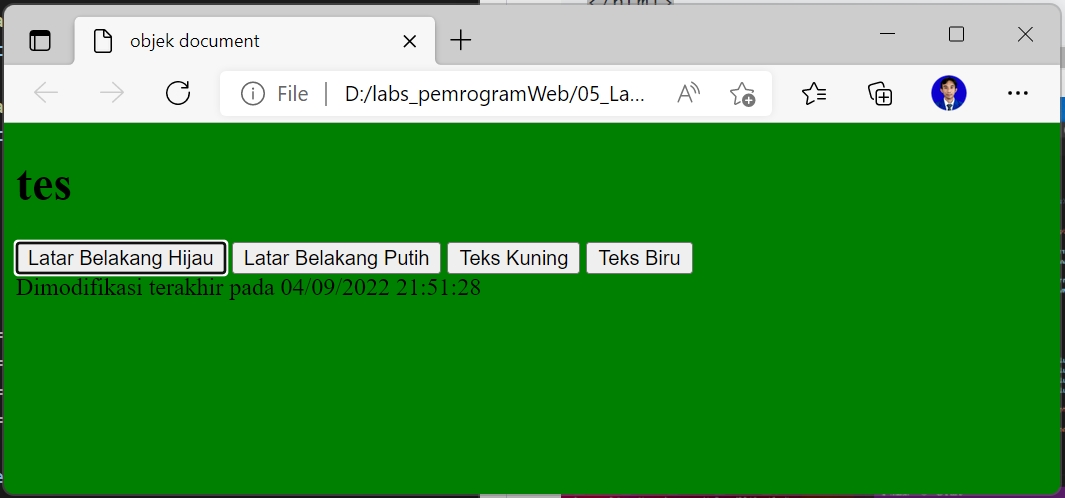 objek document
File D:/labs_pemrogramWeb/05_La...
tes
Latar Belakang Hijau Latar Belakang Putih Teks Kuning Teks Biru
Dimodifikasi terakhir pada 04/09/2022 21:51:28